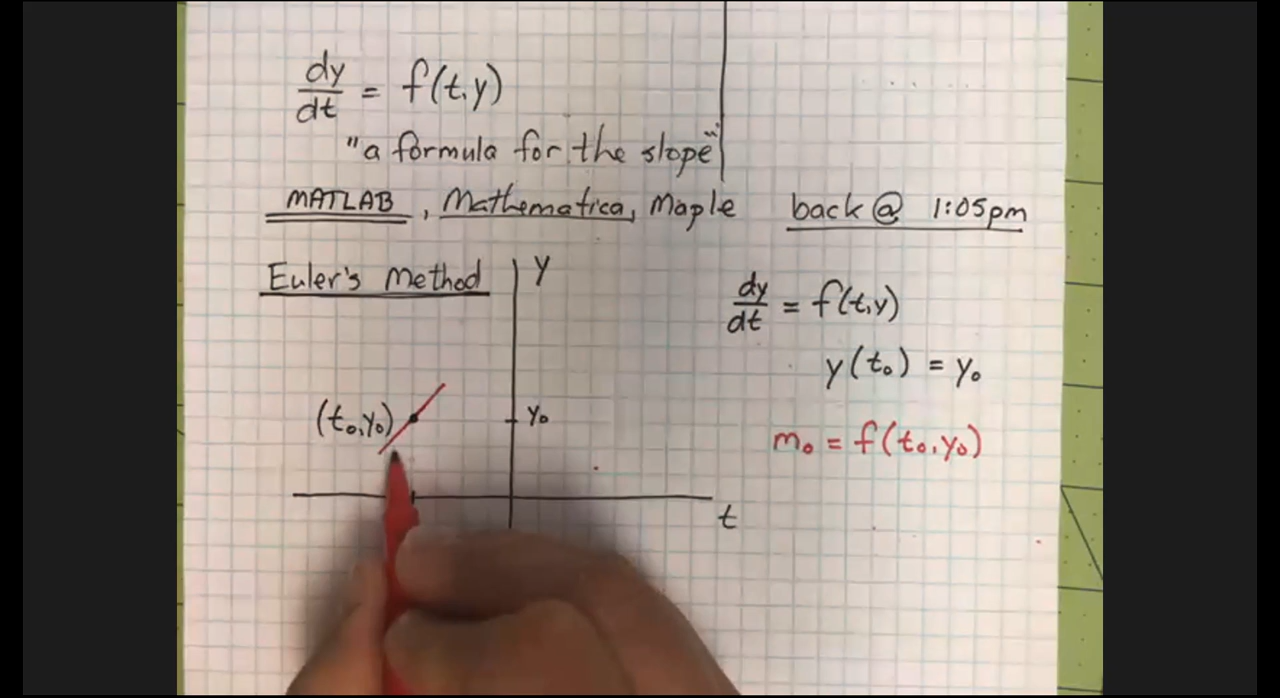 dy/dt = f(t,y)
"a formula for the slope"
MATLAB, Mathematica, Maple
back @ 1:05pm
Euler's Method
y
(t₀,y₀)
y₀
t
dy/dt = f(t,y)
y(t₀) = y₀
m₀ = f(t₀,y₀)